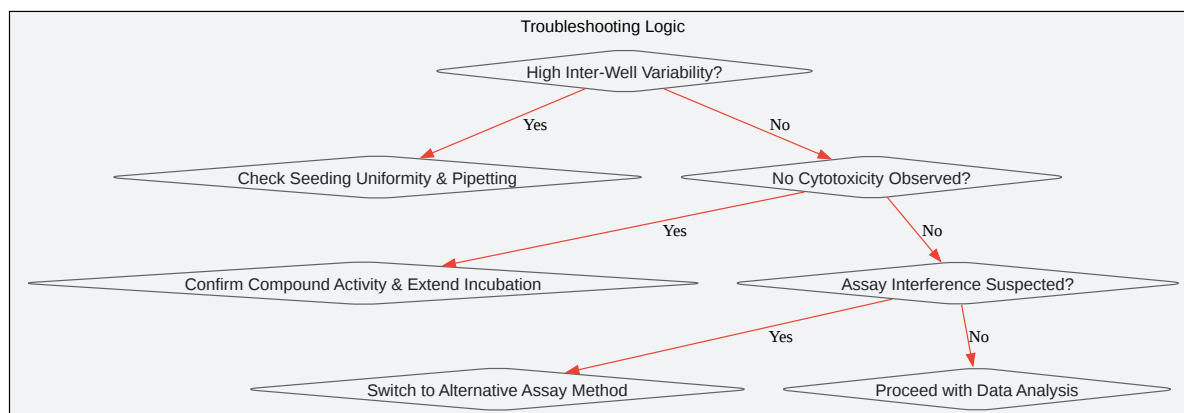 Troubleshooting Logic
High Inter-Well Variability?
Yes
No
Check Seeding Uniformity & Pipetting
No Cytotoxicity Observed?
Yes
No
Confirm Compound Activity & Extend Incubation
Assay Interference Suspected?
Yes
No
Switch to Alternative Assay Method
Proceed with Data Analysis